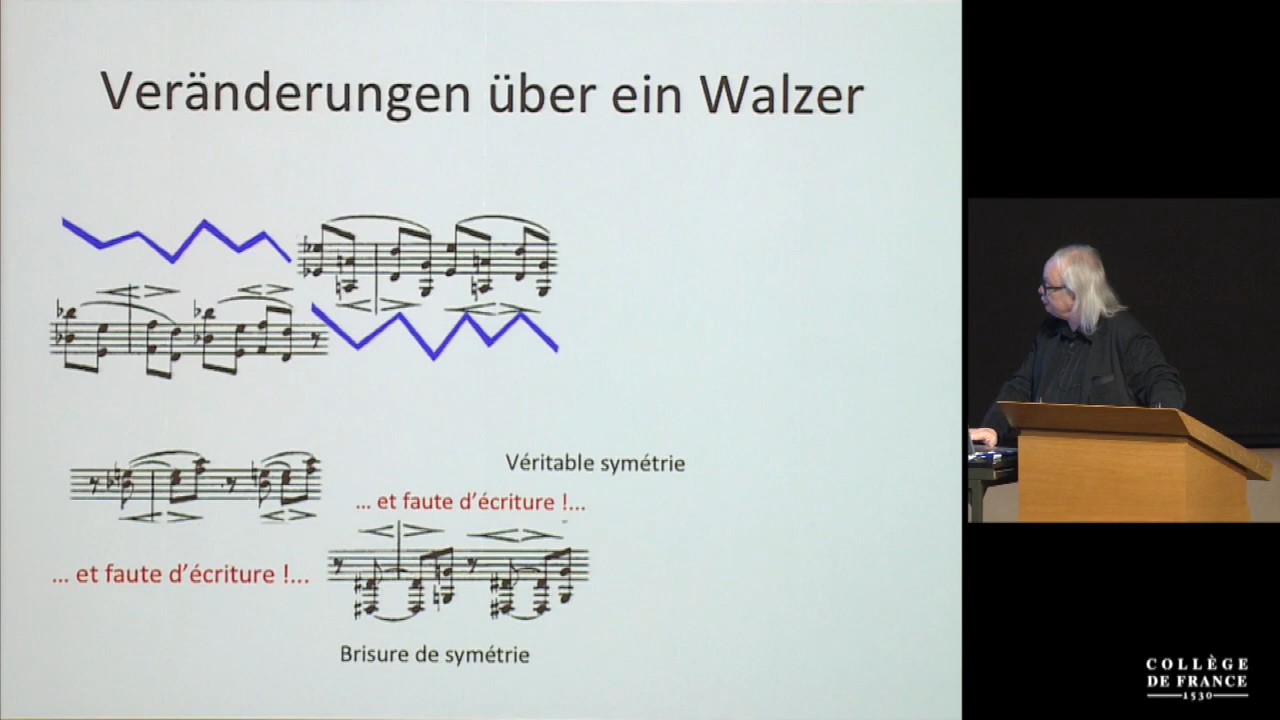 Veränderungen über ein Walzer
Véritable symétrie
... et faute d'écriture !...
... et faute d'écriture !...
Brisure de symétrie
COLLÈGE
DE FRANCE
1530